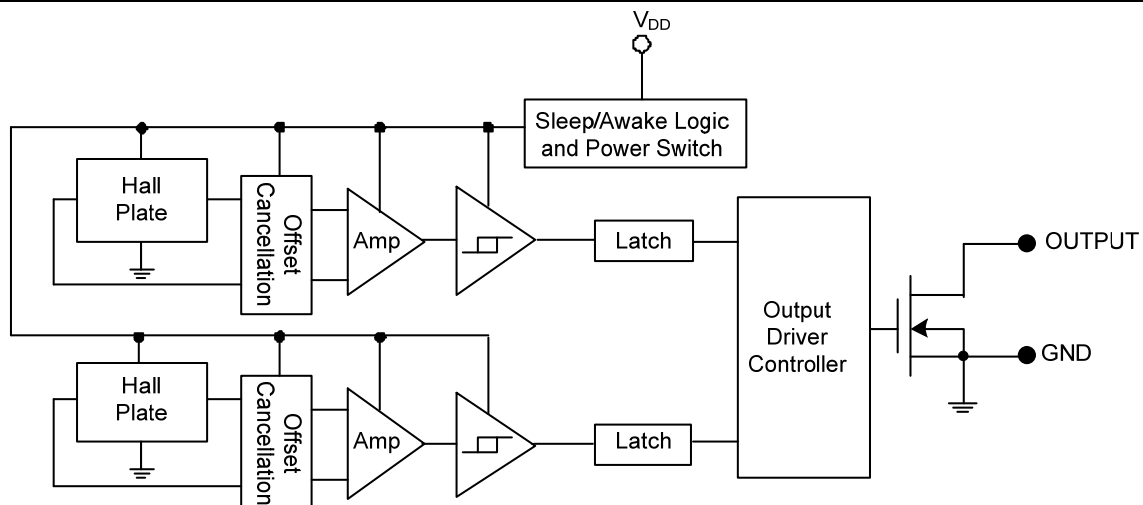 VDD
Sleep/Awake Logic
and Power Switch
Hall
Plate
Offset
Cancellation
Amp
Latch
Output
Driver
Controller
OUTPUT
GND
Hall
Plate
Offset
Cancellation
Amp
Latch